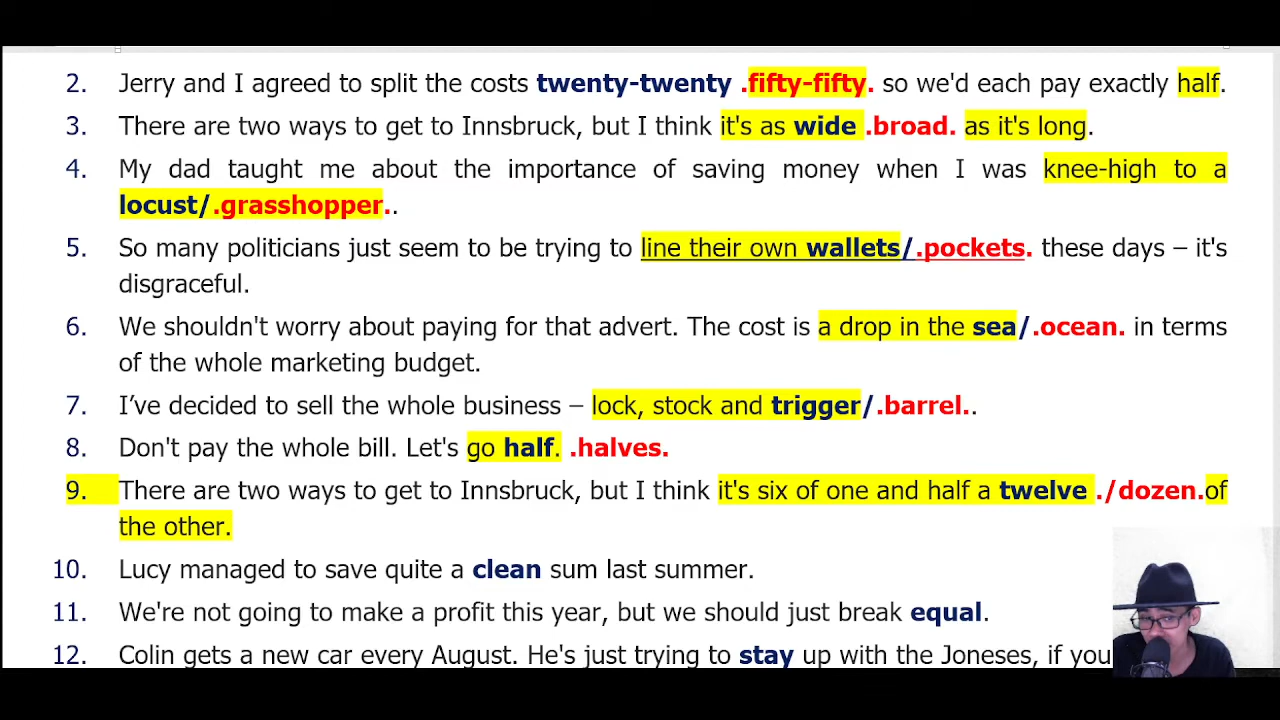 2. Jerry and I agreed to split the costs twenty-twenty .fifty-fifty. so we'd each pay exactly half.
3. There are two ways to get to Innsbruck, but I think it's as wide .broad. as it's long.
4. My dad taught me about the importance of saving money when I was knee-high to a
locust/.grasshopper..
5. So many politicians just seem to be trying to line their own wallets/.pockets. these days – it's
disgraceful.
6. We shouldn't worry about paying for that advert. The cost is a drop in the sea/.ocean. in terms
of the whole marketing budget.
7. I’ve decided to sell the whole business – lock, stock and trigger/.barrel..
8. Don't pay the whole bill. Let's go half. .halves.
9. There are two ways to get to Innsbruck, but I think it's six of one and half a twelve ./dozen.of
the other.
10. Lucy managed to save quite a clean sum last summer.
11. We're not going to make a profit this year, but we should just break equal.
12. Colin gets a new car every August. He's just trying to stay up with the Joneses, if you